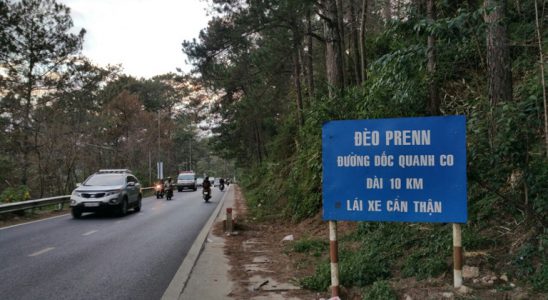 ĐÈO PRENN
ĐƯỜNG DỐC QUANH CO
DÀI 10 KM
LÁI XE CẨN THẬN